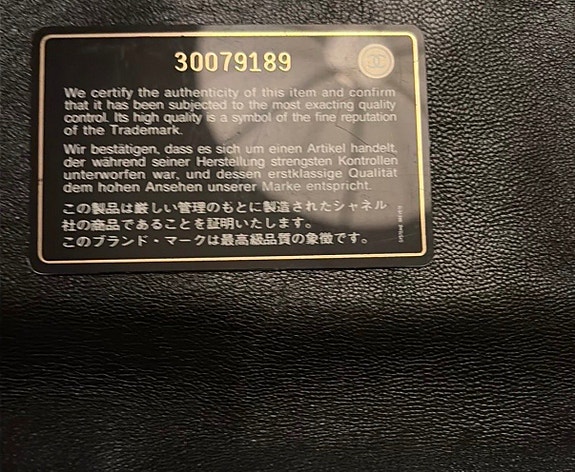 30079189
We certify the authenticity of this item and confirm
that it has been subjected to the most exacting quality
control. Its high quality is a symbol of the fine reputation
of the Trademark.
Wir bestätigen, dass es sich um einen Artikel handelt,
der während seiner Herstellung strengsten Kontrollen
unterworfen war, und dessen erstklassige Qualität
dem hohen Ansehen unserer Marke entspricht.
この製品は厳しい管理のもとに製造されたシャネル
社の商品であることを証明いたします。
このブランド・マークは最高級品質の象徴です。